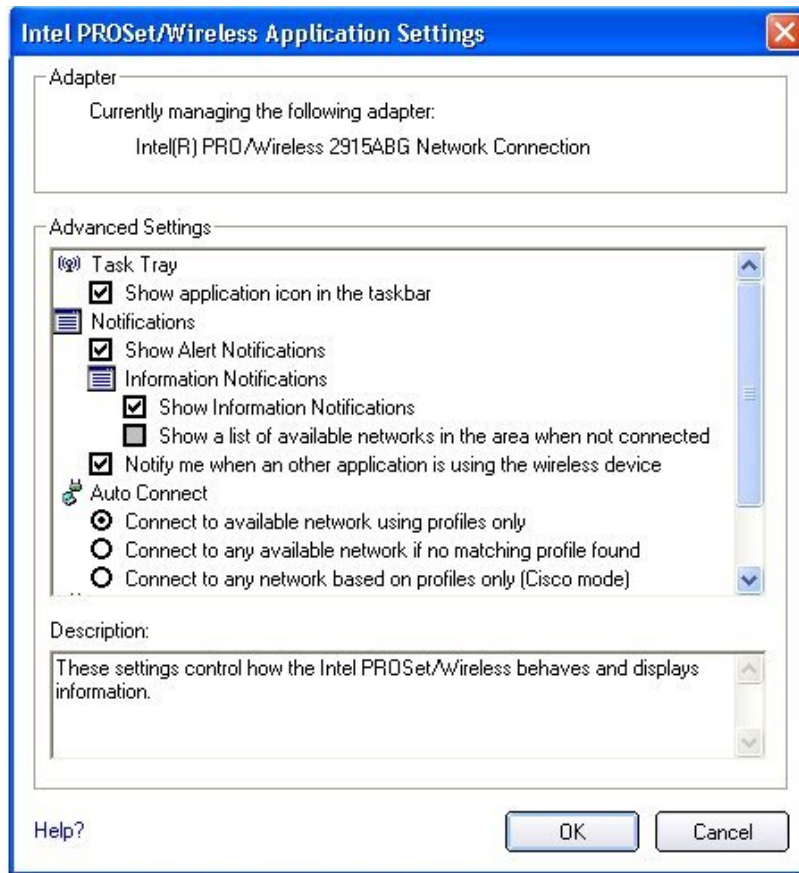 Intel PROSet/Wireless Application Settings
Adapter
Currently managing the following adapter:
Intel(R) PRO/Wireless 2915ABG Network Connection
Advanced Settings
Task Tray
Show application icon in the taskbar
Notifications
Show Alert Notifications
Information Notifications
Show Information Notifications
Show a list of available networks in the area when not connected
Notify me when an other application is using the wireless device
Auto Connect
Connect to available network using profiles only
Connect to any available network if no matching profile found
Connect to any network based on profiles only (Cisco mode)
Description:
These settings control how the Intel PROSet/Wireless behaves and displays
information.
Help?
OK
Cancel